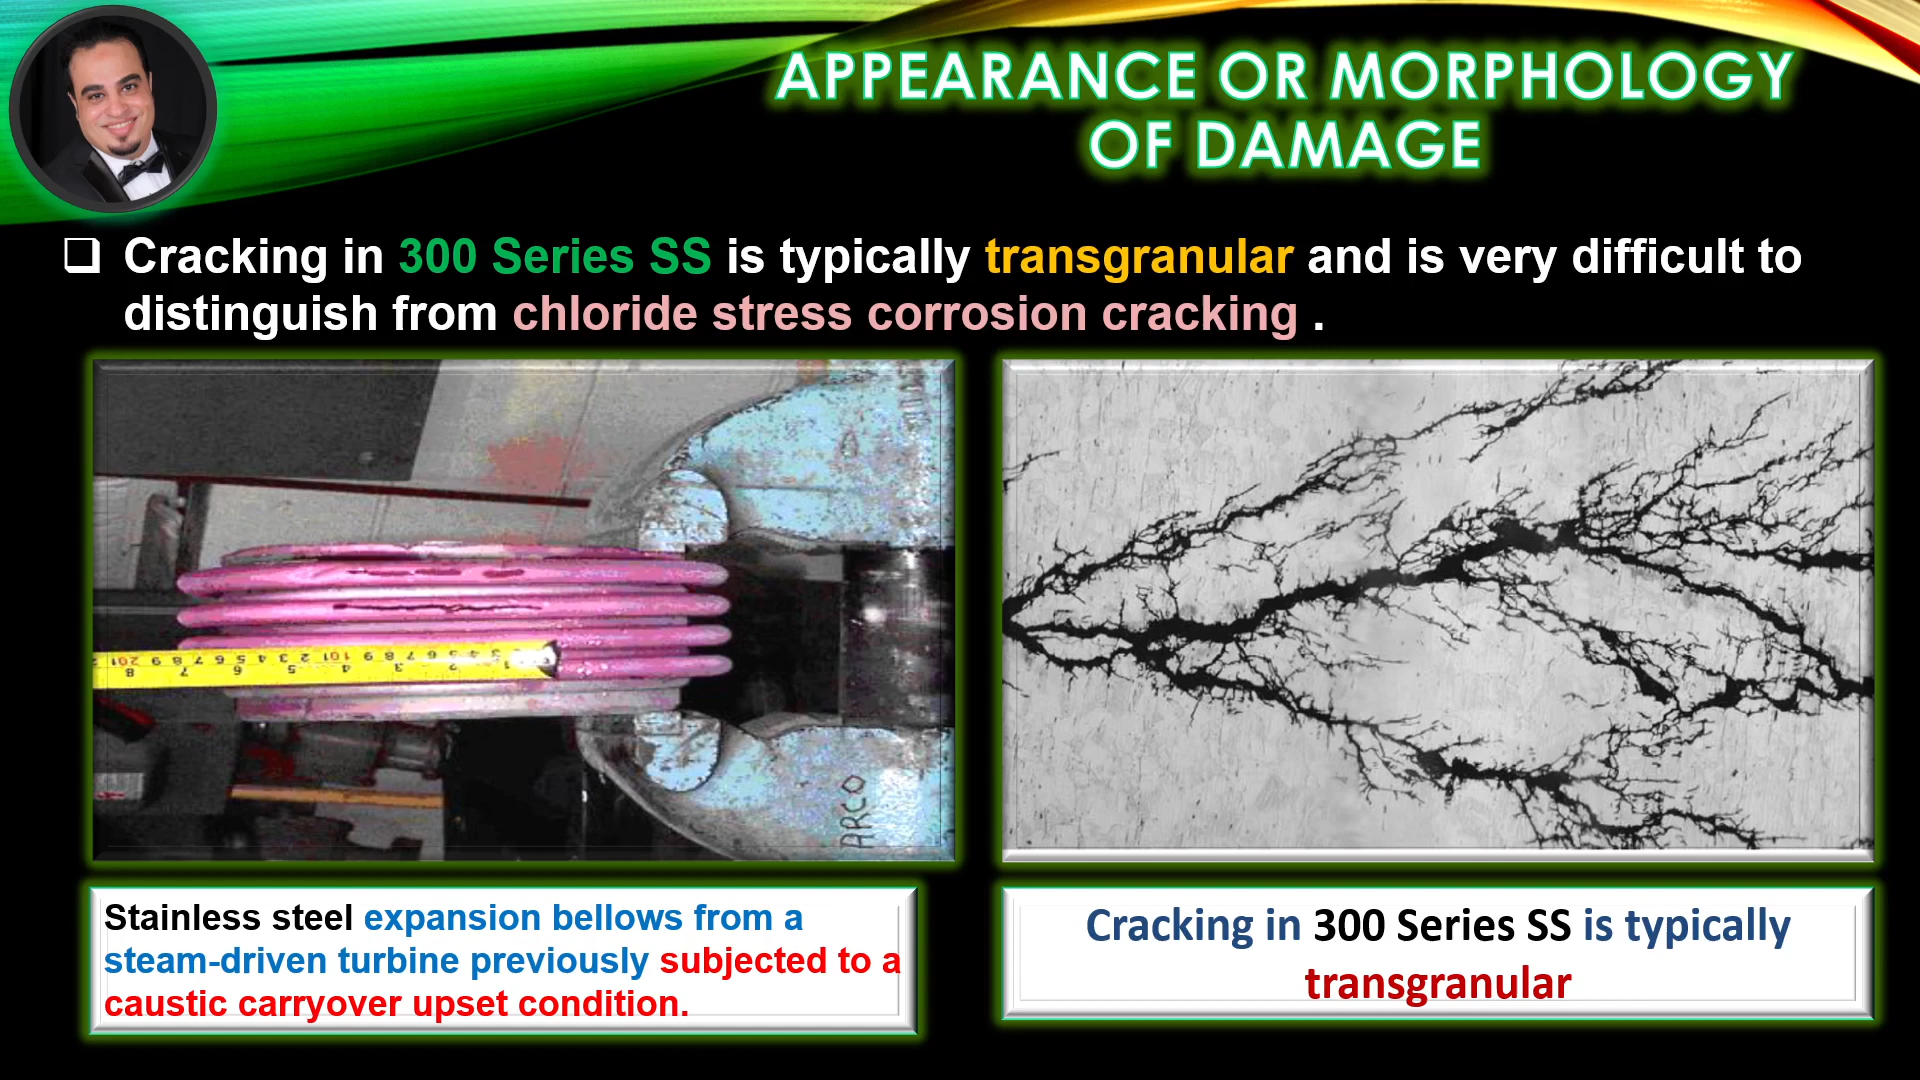 APPEARANCE OR MORPHOLOGY
OF DAMAGE
❑ Cracking in 300 Series SS is typically transgranular and is very difficult to
distinguish from chloride stress corrosion cracking .
ARCO
Stainless steel expansion bellows from a
steam-driven turbine previously subjected to a
caustic carryover upset condition.
Cracking in 300 Series SS is typically
transgranular